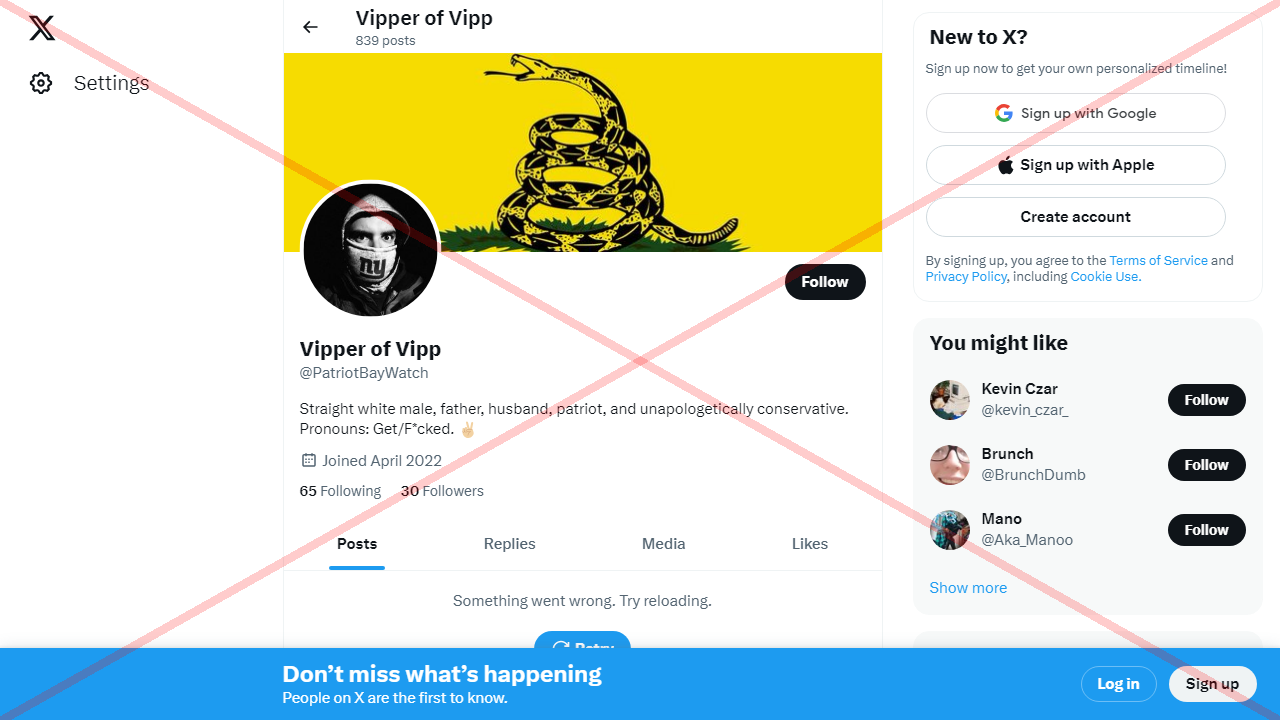 Settings
Vipper of Vipp
839 posts
NY
Follow
Vipper of Vipp
@PatriotBayWatch
Straight white male, father, husband, patriot, and unapologetically conservative.
Pronouns: Get/F*cked. ✌🏼
Joined April 2022
65 Following 30 Followers
Posts Replies Media Likes
Something went wrong. Try reloading.
Retry
New to X?
Sign up now to get your own personalized timeline!
Sign up with Google
Sign up with Apple
Create account
By signing up, you agree to the Terms of Service and
Privacy Policy, including Cookie Use.
You might like
Kevin Czar
@kevin_czar_
Follow
Brunch
@BrunchDumb
Follow
Mano
@Aka_Manoo
Follow
Show more
Don’t miss what’s happening
People on X are the first to know.
Log in
Sign up